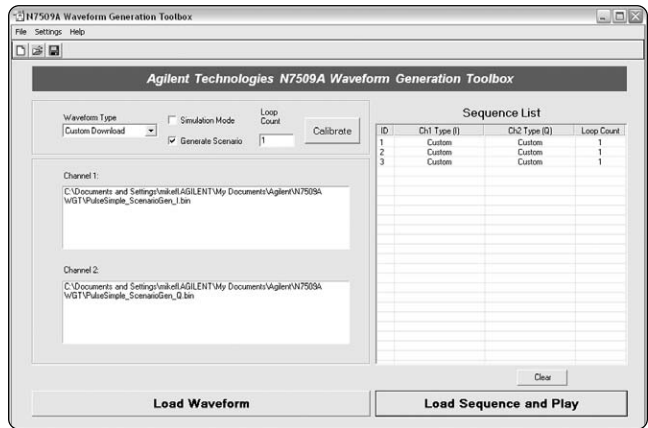 N7509A Waveform Generation Toolbox
File Settings Help
Agilent Technologies N7509A Waveform Generation Toolbox
Waveform Type
Custom Download
Simulation Mode
Generate Scenario
Loop
Count
1
Calibrate
Channel 1:
C:\Documents and Settings\mikefl.AGILENT\My Documents\Agilent\N7509A
WGT\PulseSimple_ScenarioGen_I.bin
Channel 2:
C:\Documents and Settings\mikefl.AGILENT\My Documents\Agilent\N7509A
WGT\PulseSimple_ScenarioGen_Q.bin
Load Waveform
Sequence List
ID Ch1 Type (I) Ch2 Type (Q) Loop Count
1 Custom Custom 1
2 Custom Custom 1
3 Custom Custom 1
Clear
Load Sequence and Play